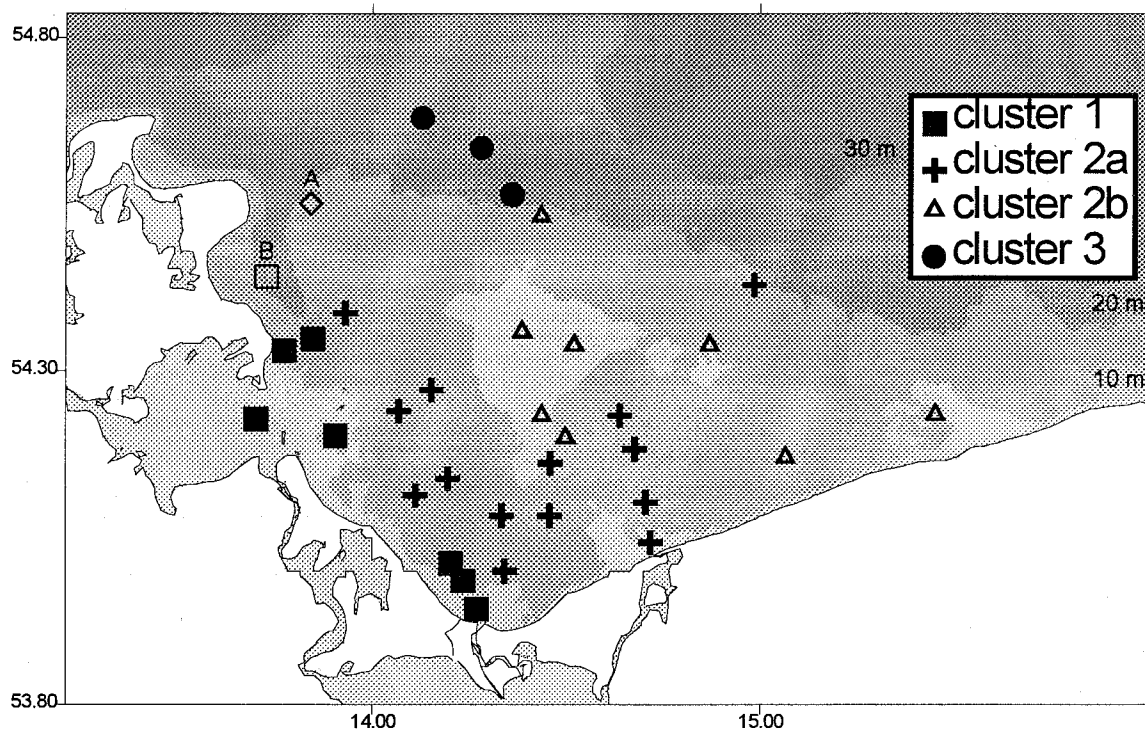 54.80
cluster 1
30 m
cluster 2a
A
cluster 2b
cluster 3
B
20 m
54.30
10 m
53.80
14.00
15.00